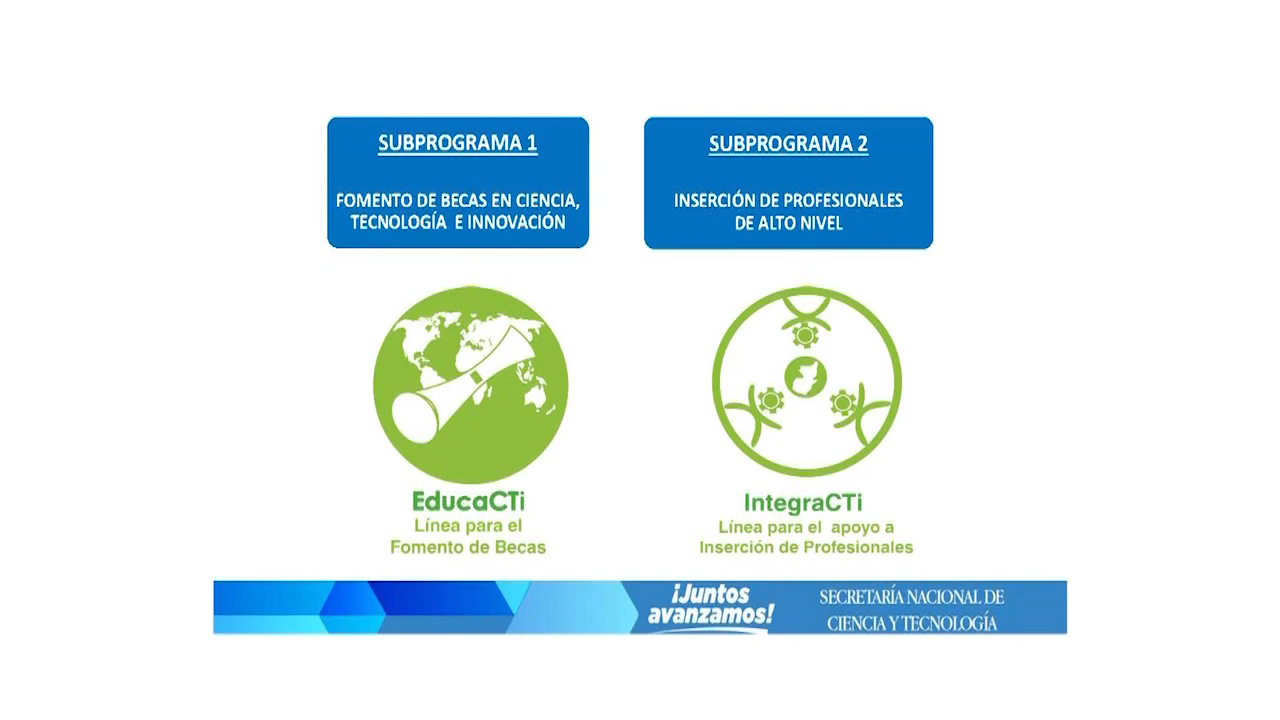 SUBPROGRAMA 1
FOMENTO DE BECAS EN CIENCIA,
TECNOLOGÍA E INNOVACIÓN
SUBPROGRAMA 2
INSERCIÓN DE PROFESIONALES
DE ALTO NIVEL
EducaCTi
Línea para el
Fomento de Becas
IntegraCTi
Línea para el apoyo a
Inserción de Profesionales
¡Juntos
avanzamos!
SECRETARÍA NACIONAL DE
CIENCIA Y TECNOLOGÍA